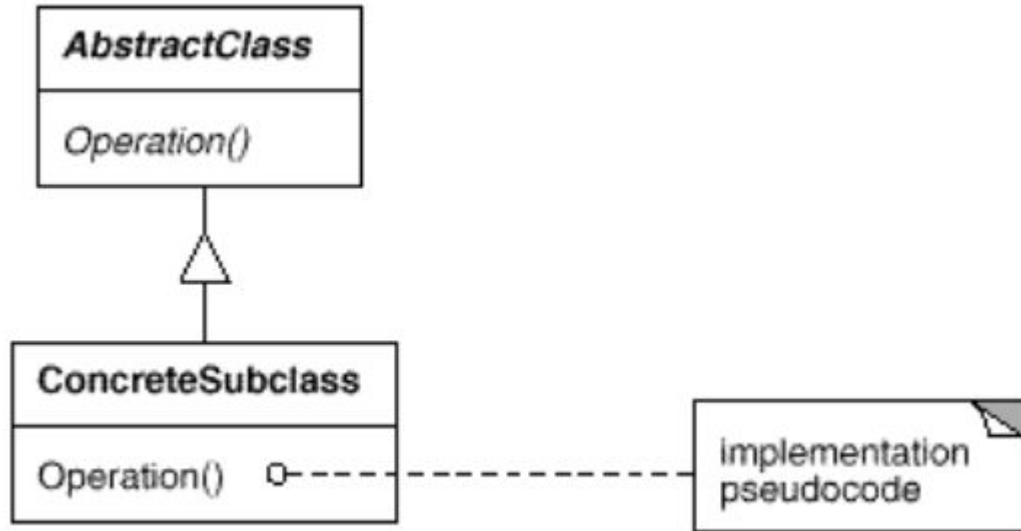 AbstractClass
Operation()
ConcreteSubclass
Operation()
implementation
pseudocode